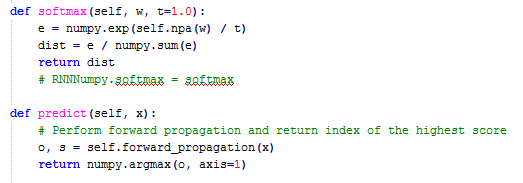 def softmax(self, w, t=1.0):
    e = numpy.exp(self.npa(w) / t)
    dist = e / numpy.sum(e)
    return dist
    # RNNNumpy.softmax = softmax

def predict(self, x):
    # Perform forward propagation and return index of the highest score
    o, s = self.forward_propagation(x)
    return numpy.argmax(o, axis=1)